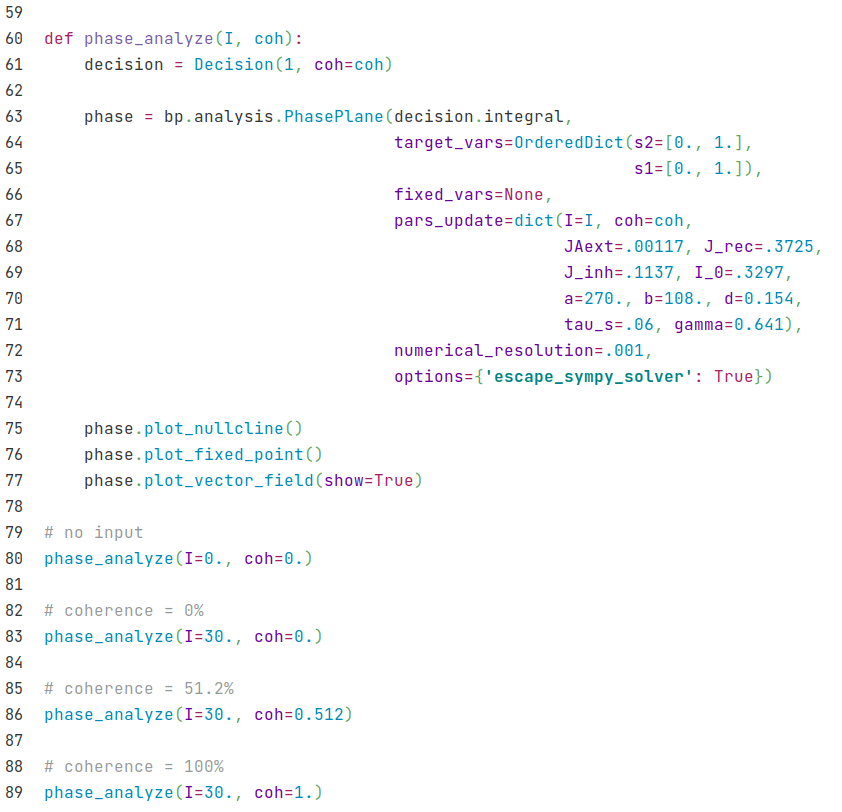 59
60 def phase_analyze(I, coh):
61     decision = Decision(1, coh=coh)
62
63     phase = bp.analysis.PhasePlane(decision.integral,
64                                    target_vars=OrderedDict(s2=[0., 1.],
65                                                            s1=[0., 1.]),
66                                    fixed_vars=None,
67                                    pars_update=dict(I=I, coh=coh,
68                                                     JAext=.00117, J_rec=.3725,
69                                                     J_inh=.1137, I_0=.3297,
70                                                     a=270., b=108., d=0.154,
71                                                     tau_s=.06, gamma=0.641),
72                                    numerical_resolution=.001,
73                                    options={'escape_sympy_solver': True})
74
75     phase.plot_nullcline()
76     phase.plot_fixed_point()
77     phase.plot_vector_field(show=True)
78
79 # no input
80 phase_analyze(I=0., coh=0.)
81
82 # coherence = 0%
83 phase_analyze(I=30., coh=0.)
84
85 # coherence = 51.2%
86 phase_analyze(I=30., coh=0.512)
87
88 # coherence = 100%
89 phase_analyze(I=30., coh=1.)